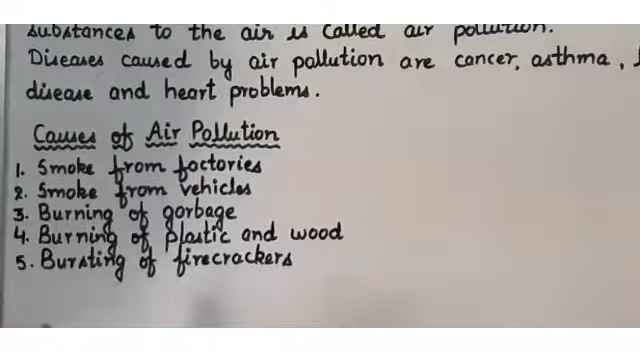 substances to the air is called air pollution.
Diseases caused by air pollution are cancer, asthma,
disease and heart problems.
Causes of Air Pollution
1. Smoke from factories
2. Smoke from vehicles
3. Burning of garbage
4. Burning of plastic and wood
5. Bursting of firecrackers